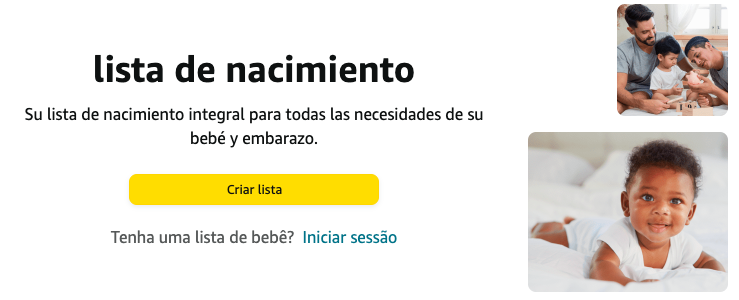 lista de nacimiento
Su lista de nacimiento integral para todas las necesidades de su
bebé y embarazo.
Criar lista
Tenha uma lista de bebê? Iniciar sessão